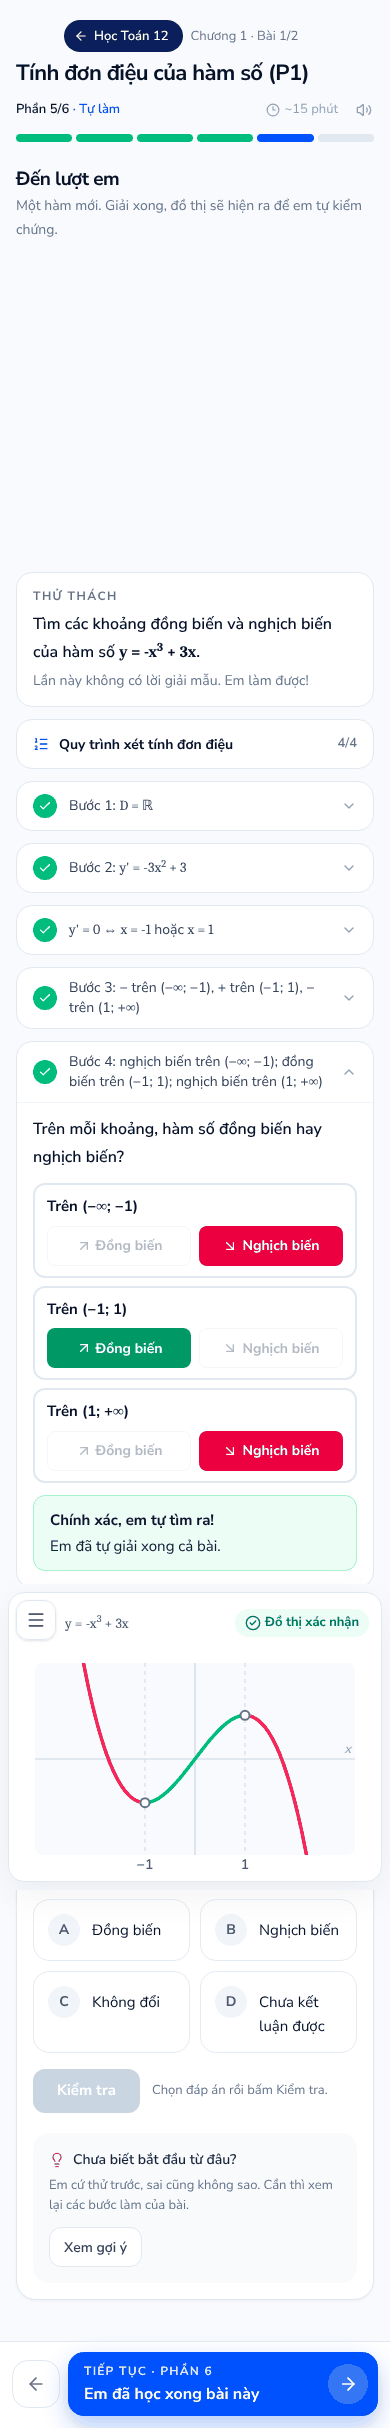 Học Toán 12
Chương 1 · Bài 1/2
Tính đơn điệu của hàm số (P1)
Phần 5/6 · Tự làm
~15 phút
Đến lượt em
Một hàm mới. Giải xong, đồ thị sẽ hiện ra để em tự kiểm
chứng.
THỬ THÁCH
Tìm các khoảng đồng biến và nghịch biến
của hàm số y = -x³ + 3x.
Lần này không có lời giải mẫu. Em làm được!
Quy trình xét tính đơn điệu
4/4
Bước 1: D = ℝ
Bước 2: y' = -3x² + 3
y' = 0 ↔ x = -1 hoặc x = 1
Bước 3: − trên (−∞; −1), + trên (−1; 1), −
trên (1; +∞)
Bước 4: nghịch biến trên (−∞; −1); đồng
biến trên (−1; 1); nghịch biến trên (1; +∞)
Trên mỗi khoảng, hàm số đồng biến hay
nghịch biến?
Trên (−∞; −1)
Đồng biến
Nghịch biến
Trên (−1; 1)
Đồng biến
Nghịch biến
Trên (1; +∞)
Đồng biến
Nghịch biến
Chính xác, em tự tìm ra!
Em đã tự giải xong cả bài.
y = -x³ + 3x
Đồ thị xác nhận
x
−1
1
A Đồng biến
B Nghịch biến
C Không đổi
D Chưa kết
luận được
Kiểm tra
Chọn đáp án rồi bấm Kiểm tra.
Chưa biết bắt đầu từ đâu?
Em cứ thử trước, sai cũng không sao. Cần thì xem
lại các bước làm của bài.
Xem gợi ý
TIẾP TỤC · PHẦN 6
Em đã học xong bài này